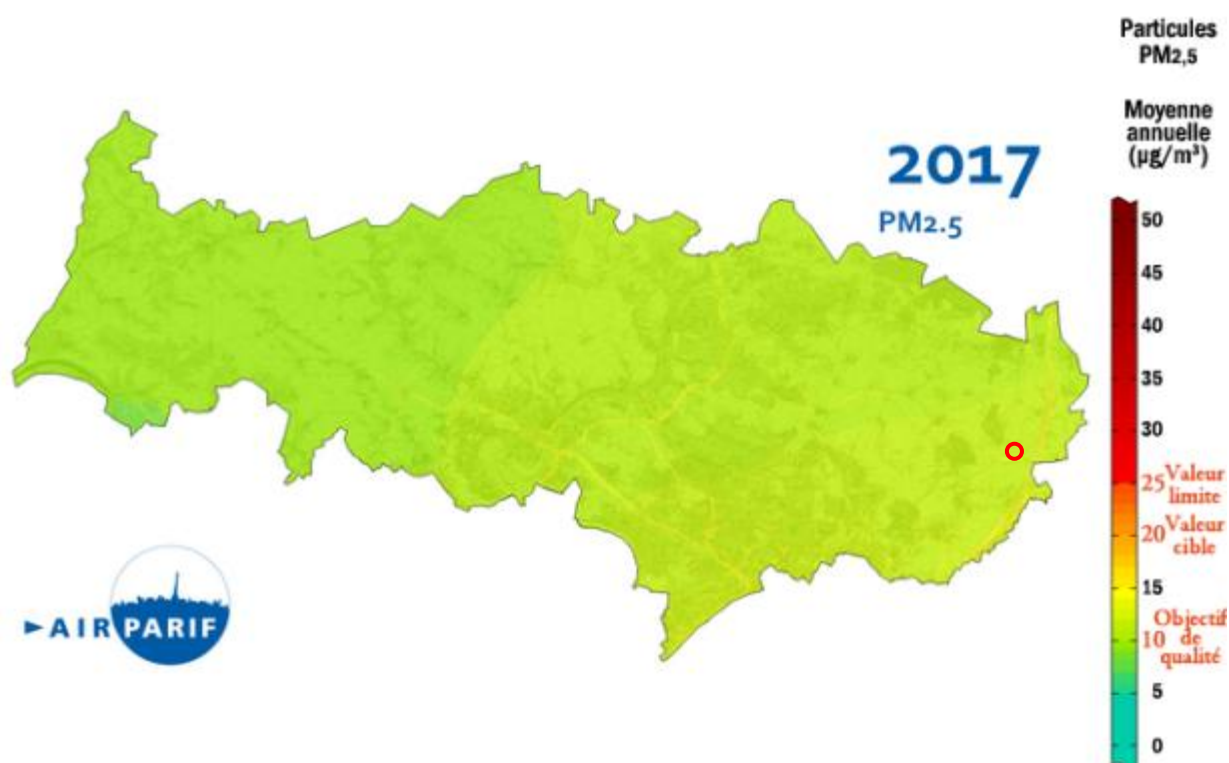 Particules
PM2,5
Moyenne
annuelle
(µg/m³)
2017
PM2.5
50
45
40
35
30
25 Valeur
limite
20 Valeur
cible
15
Objectif
10 de
qualité
5
0
►AIRPARIF